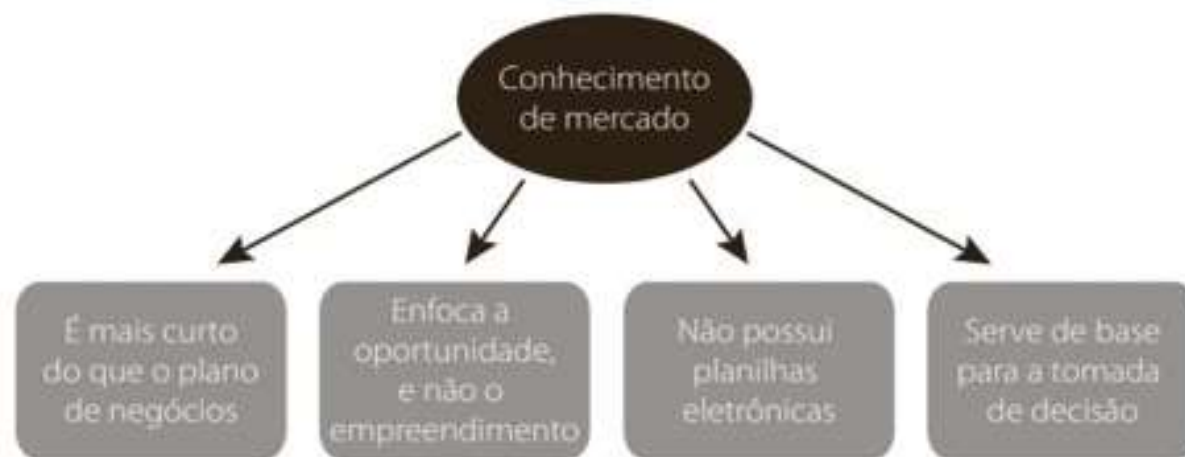 Conhecimento
de mercado
É mais curto
do que o plano
de negócios
Enfoca a
oportunidade,
e não o
empreendimento
Não possui
planilhas
eletrônicas
Serve de base
para a tomada
de decisão